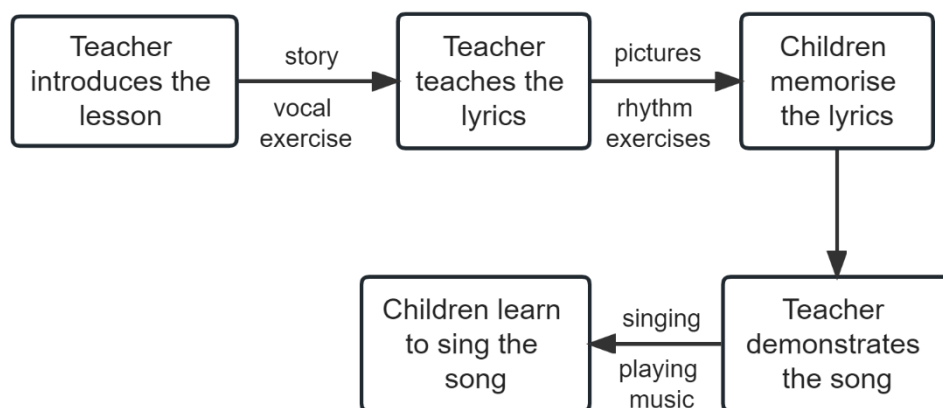 Teacher
introduces the
lesson
story
vocal
exercise
Teacher
teaches the
lyrics
pictures
rhythm
exercises
Children
memorise
the lyrics
Teacher
demonstrates
the song
singing
playing
music
Children learn
to sing the
song